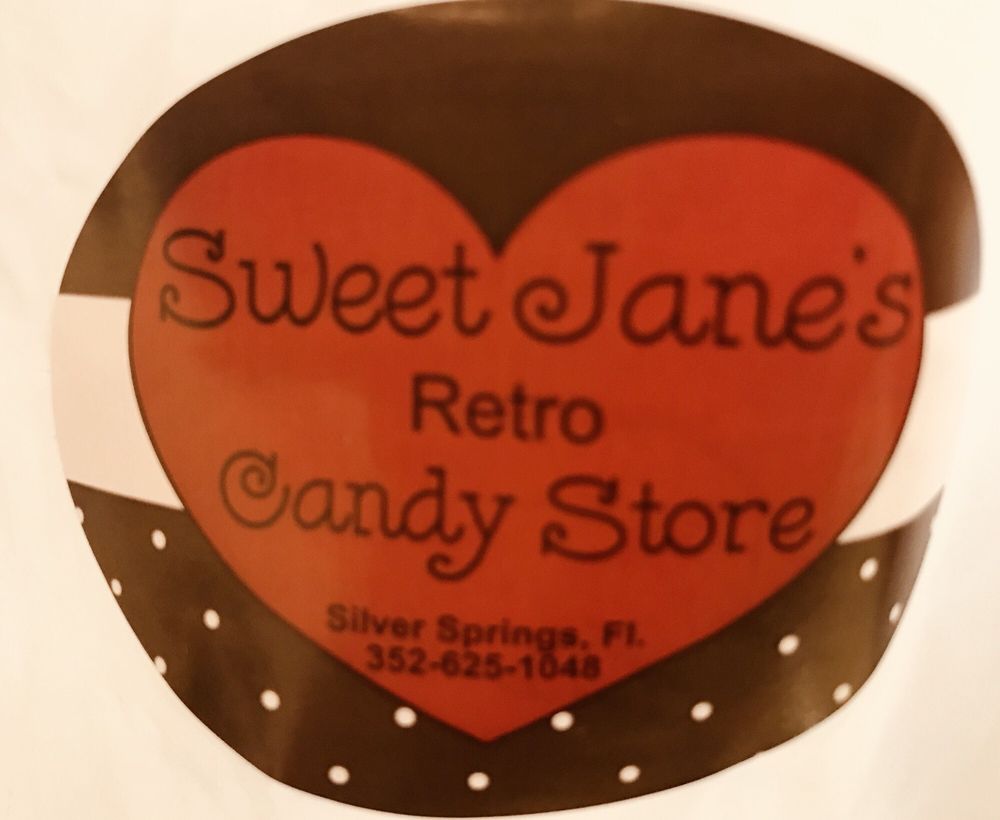 Sweet Jane's
Retro
Candy Store
Silver Springs, Fl.
352-625-1048